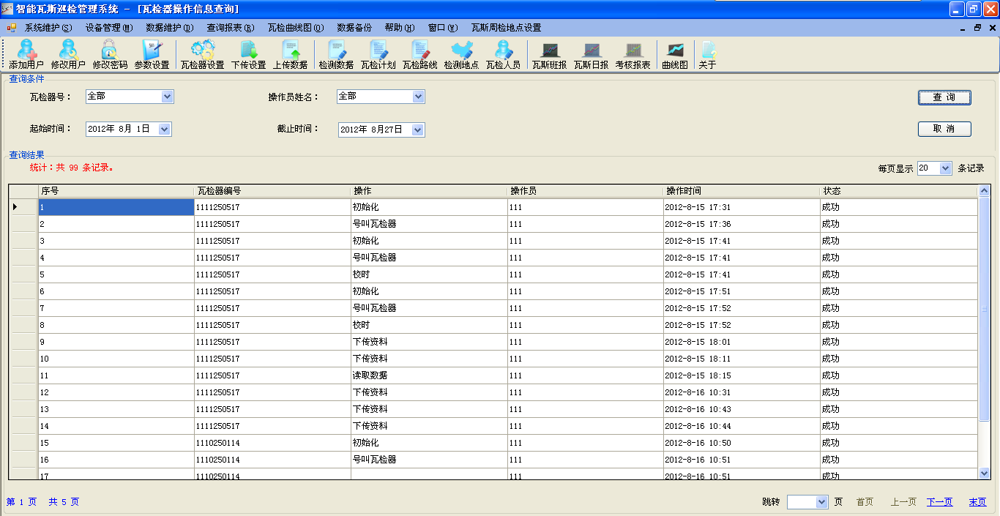 智能瓦斯巡检管理系统 - [瓦检器操作信息查询]
系统维护(S) 设备管理(M) 数据维护(D) 查询报表(R) 瓦检曲线图(O) 数据备份 帮助(H) 窗口(W) 瓦斯周检地点设置
添加用户 修改用户 修改密码 参数设置 瓦检器设置 下传设置 上传数据 检测数据 瓦检计划 瓦检路线 检测地点 瓦检人员 瓦斯班报 瓦斯日报 考核报表 曲线图 关于
查询条件
瓦检器号： 全部 操作员姓名： 全部 查 询
起始时间： 2012年 8月 1日 截止时间： 2012年 8月27日 取 消
查询结果
统计：共 99 条记录。 每页显示 20 条记录
序号 瓦检器编号 操作 操作员 操作时间 状态
1 1111250517 初始化 111 2012-8-15 17:31 成功
2 1111250517 号叫瓦检器 111 2012-8-15 17:36 成功
3 1111250517 初始化 111 2012-8-15 17:41 成功
4 1111250517 号叫瓦检器 111 2012-8-15 17:41 成功
5 1111250517 校时 111 2012-8-15 17:41 成功
6 1111250517 初始化 111 2012-8-15 17:51 成功
7 1111250517 号叫瓦检器 111 2012-8-15 17:52 成功
8 1111250517 校时 111 2012-8-15 17:52 成功
9 1111250517 下传资料 111 2012-8-15 18:01 成功
10 1111250517 下传资料 111 2012-8-15 18:11 成功
11 1111250517 读取数据 111 2012-8-15 18:15 成功
12 1111250517 下传资料 111 2012-8-16 10:31 成功
13 1111250517 下传资料 111 2012-8-16 10:43 成功
14 1111250517 下传资料 111 2012-8-16 10:44 成功
15 1110250114 初始化 111 2012-8-16 10:50 成功
16 1110250114 号叫瓦检器 111 2012-8-16 10:51 成功
17 1110250114 111 2012-8-16 10:51 成功
第 1 页 共 5 页 跳转 页 首页 上一页 下一页 末页